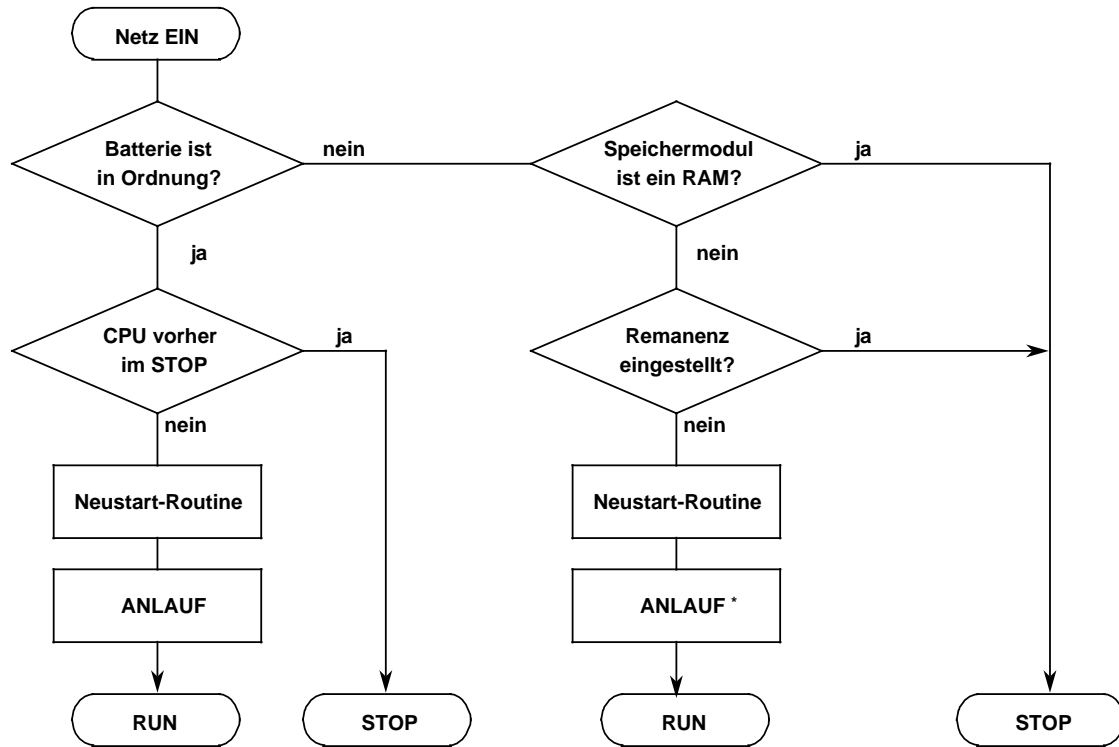 Netz EIN
Batterie ist
in Ordnung?
nein
Speichermodul
ist ein RAM?
ja
ja
nein
CPU vorher
im STOP
ja
Remanenz
eingestellt?
ja
nein
nein
Neustart-Routine
Neustart-Routine
ANLAUF
ANLAUF *
RUN
STOP
RUN
STOP